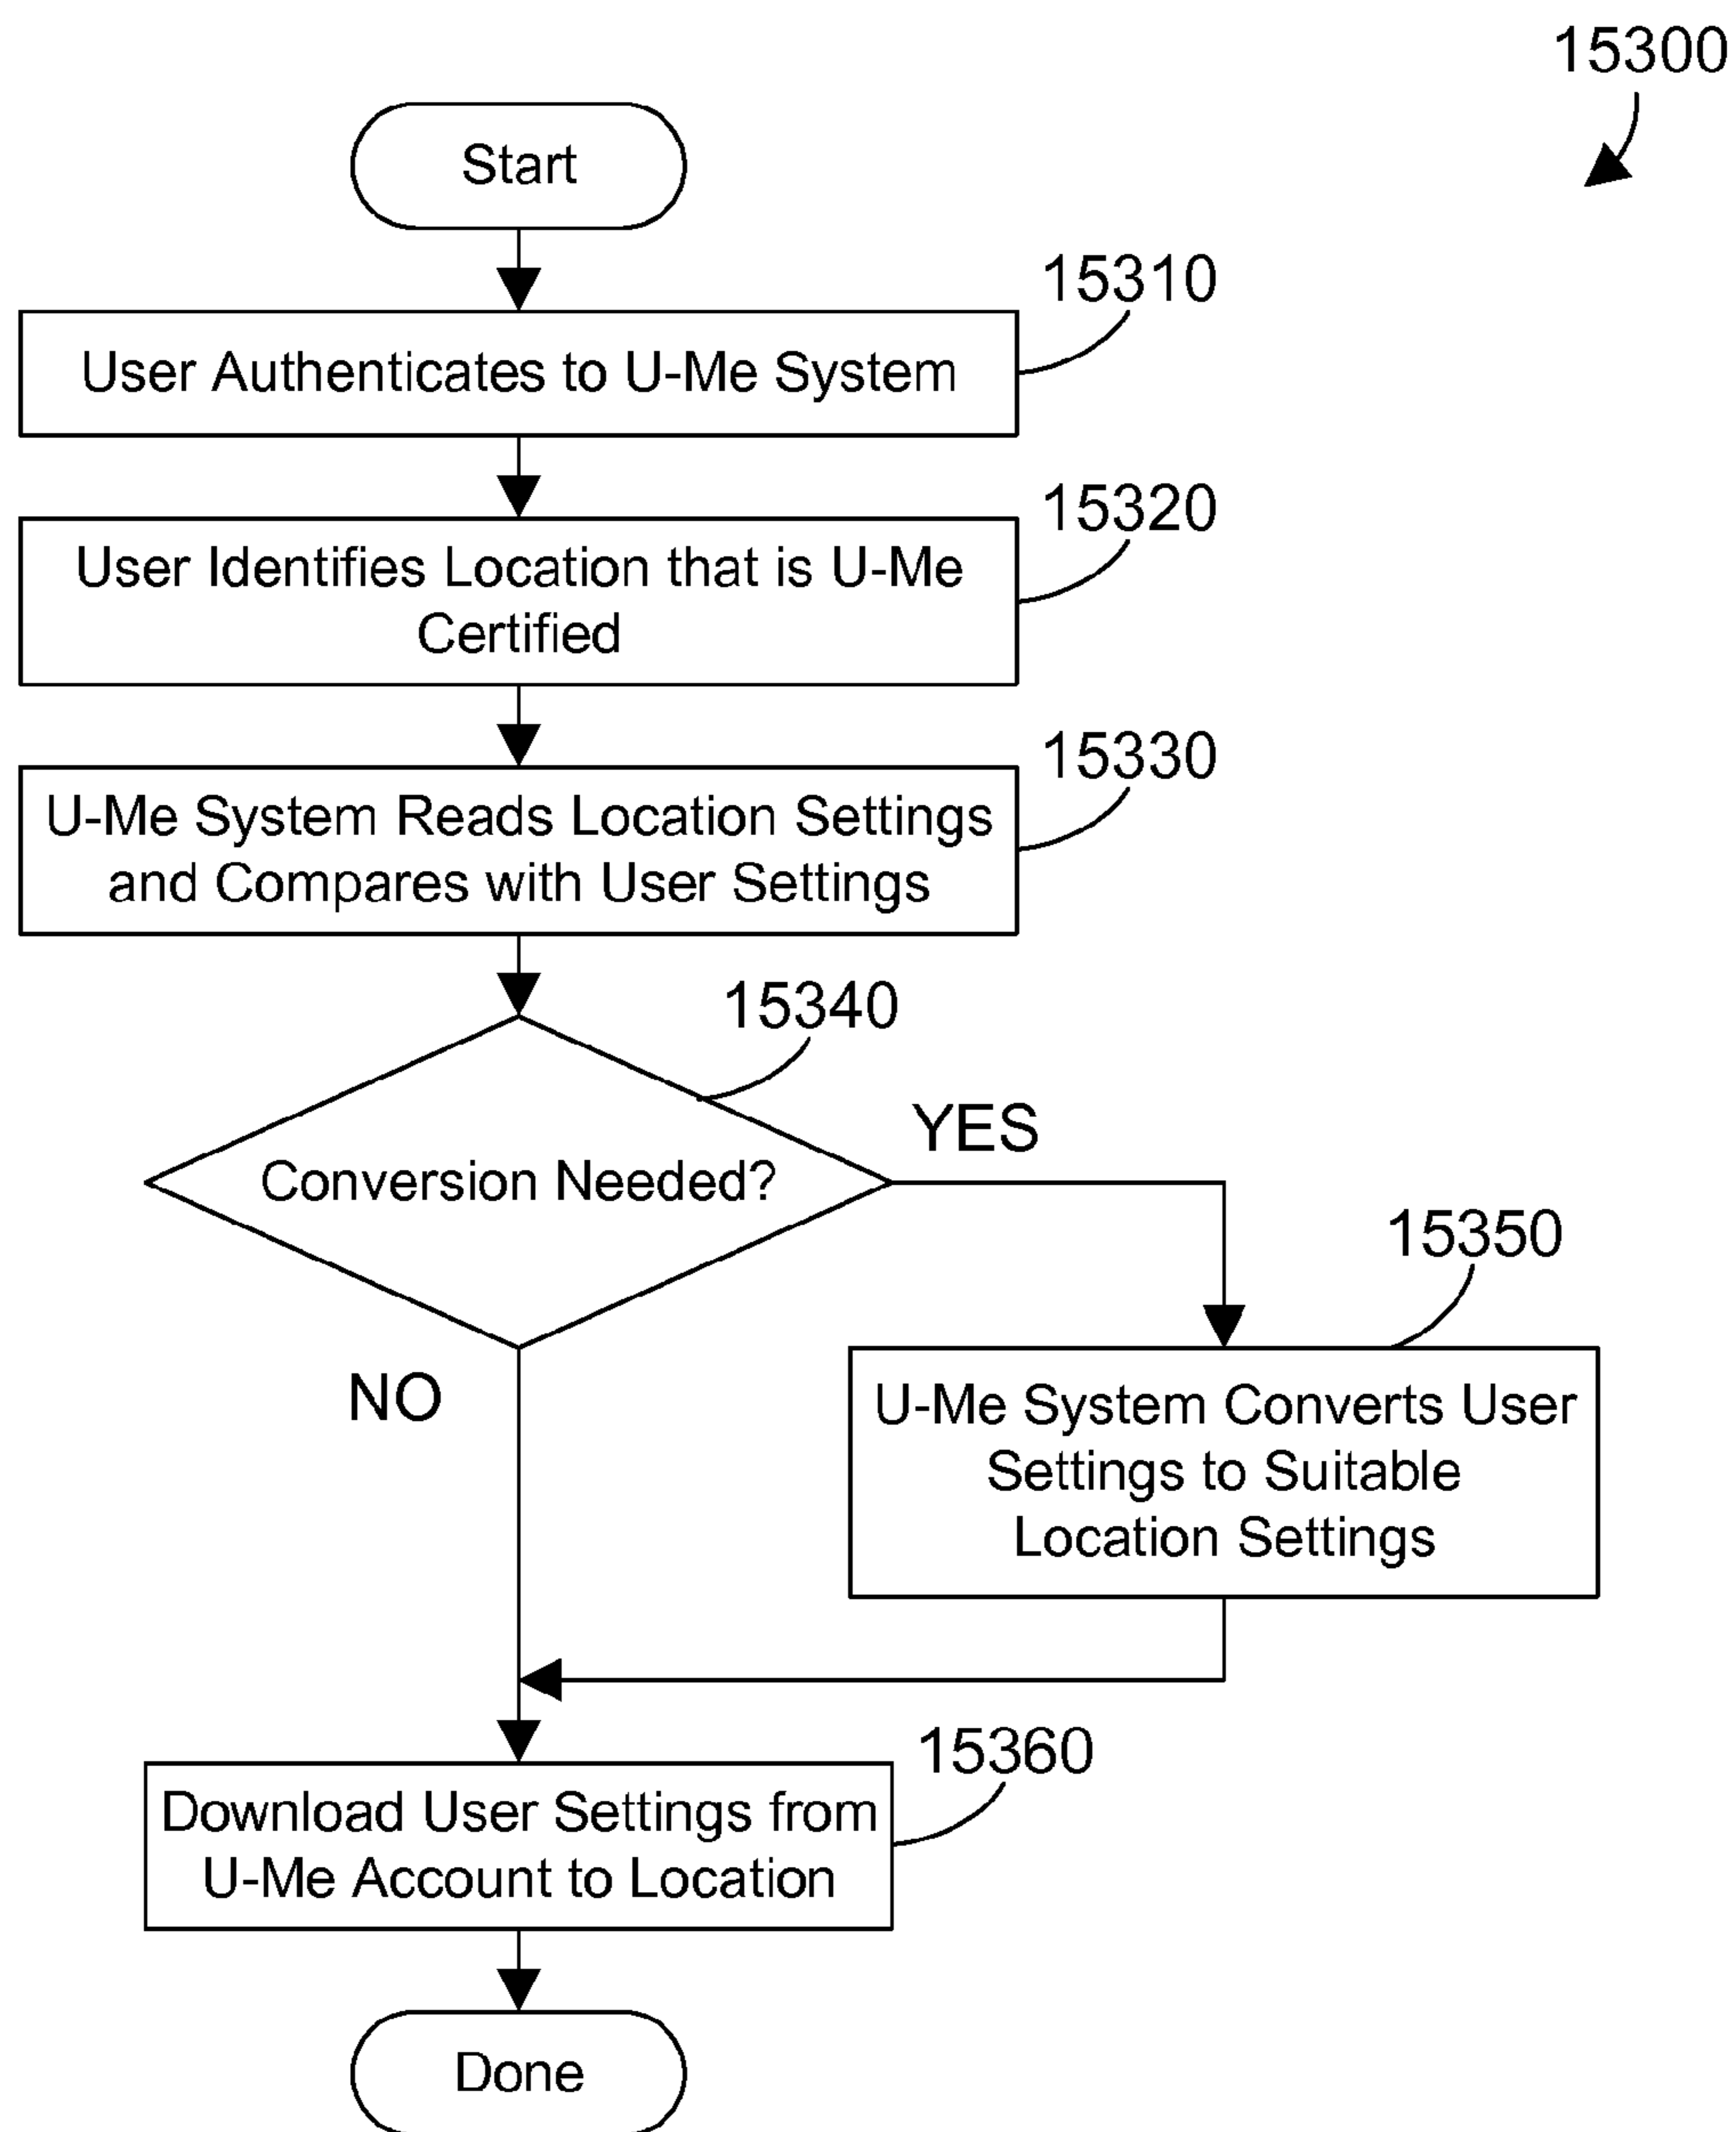 15300
Start
15310
User Authenticates to U-Me System
15320
User Identifies Location that is U-Me
Certified
15330
U-Me System Reads Location Settings
and Compares with User Settings
15340
Conversion Needed?
YES
NO
15350
U-Me System Converts User
Settings to Suitable
Location Settings
15360
Download User Settings from
U-Me Account to Location
Done